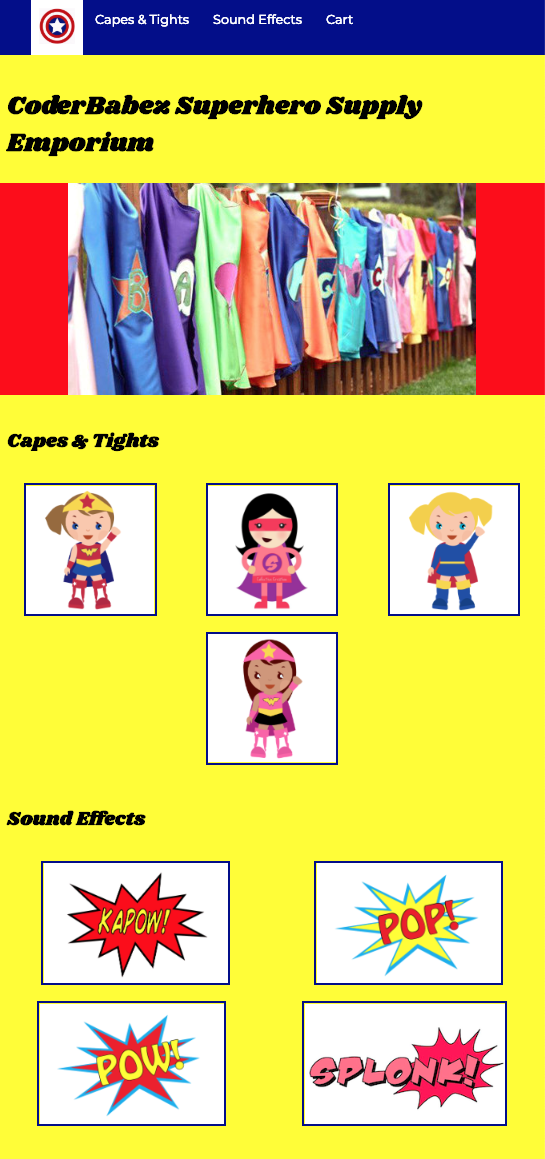 Capes & Tights Sound Effects Cart
CoderBabez Superhero Supply
Emporium
B A
G
C
Capes & Tights
S
Sound Effects
KAPOW! POP!
POW! SPLONK!